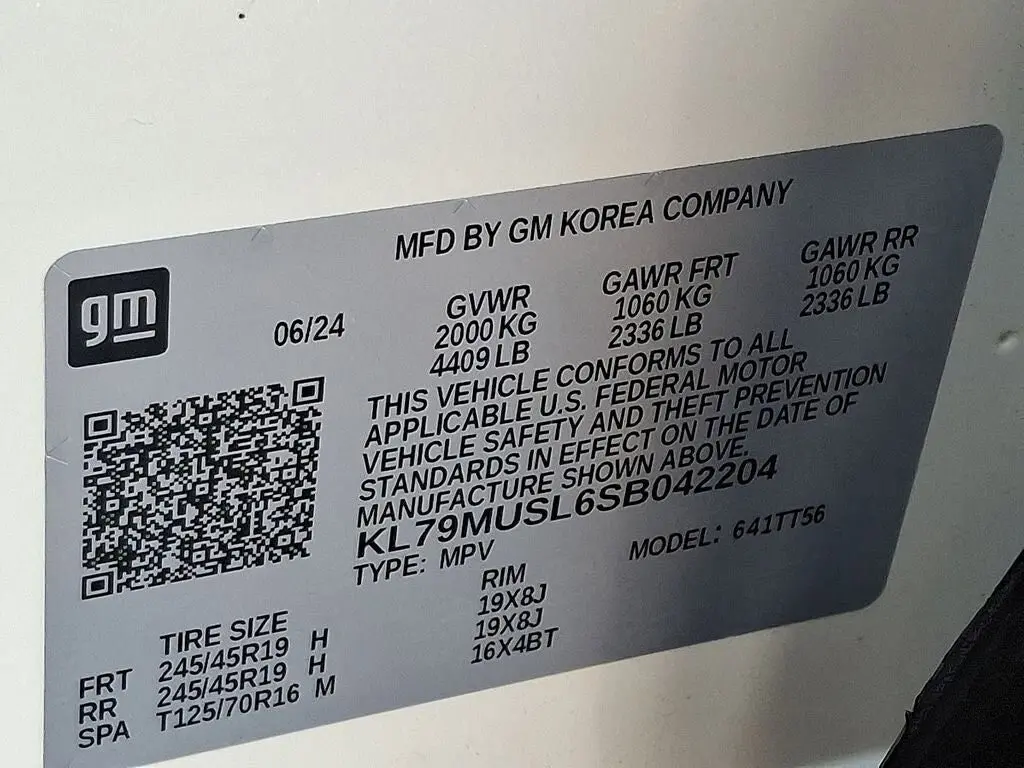 MFD BY GM KOREA COMPANY
gm
06/24
GVWR GAWR FRT GAWR RR
2000 KG 1060 KG 1060 KG
4409 LB 2336 LB 2336 LB
THIS VEHICLE CONFORMS TO ALL
APPLICABLE U.S. FEDERAL MOTOR
VEHICLE SAFETY AND THEFT PREVENTION
STANDARDS IN EFFECT ON THE DATE OF
MANUFACTURE SHOWN ABOVE.
KL79MUSL6SB042204
TYPE: MPV MODEL: 641TT56
TIRE SIZE RIM
FRT 245/45R19 H 19X8J
RR 245/45R19 H 19X8J
SPA T125/70R16 M 16X4BT